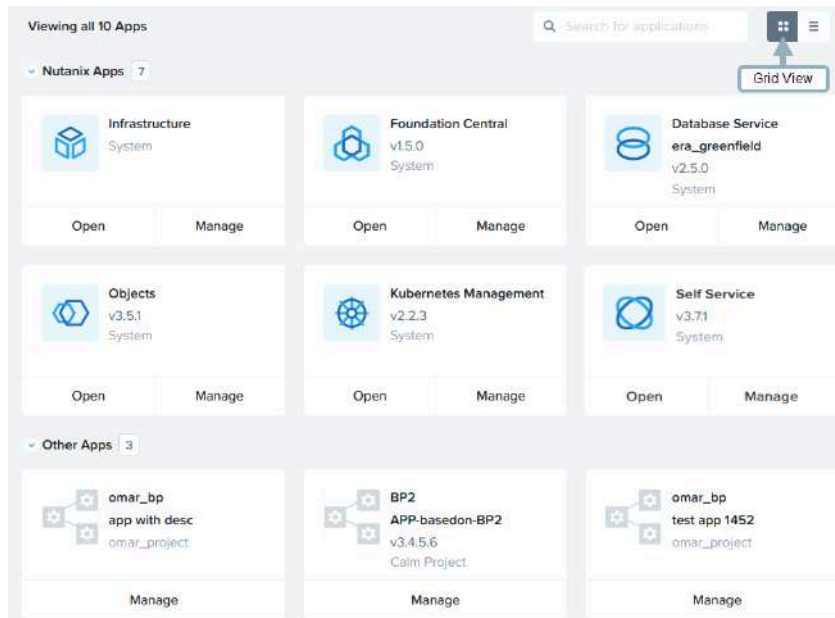 Viewing all 10 Apps
Search for applications
Grid View
Nutanix Apps 7
Infrastructure
System
Open Manage
Foundation Central
v1.5.0
System
Open Manage
Database Service
era_greenfield
v2.5.0
System
Open Manage
Objects
v3.5.1
System
Open Manage
Kubernetes Management
v2.2.3
System
Open Manage
Self Service
v3.7.1
System
Open Manage
Other Apps 3
omar_bp
app with desc
omar_project
Manage
BP2
APP-basedon-BP2
v3.4.5.6
Calm Project
Manage
omar_bp
test app 1452
omar_project
Manage